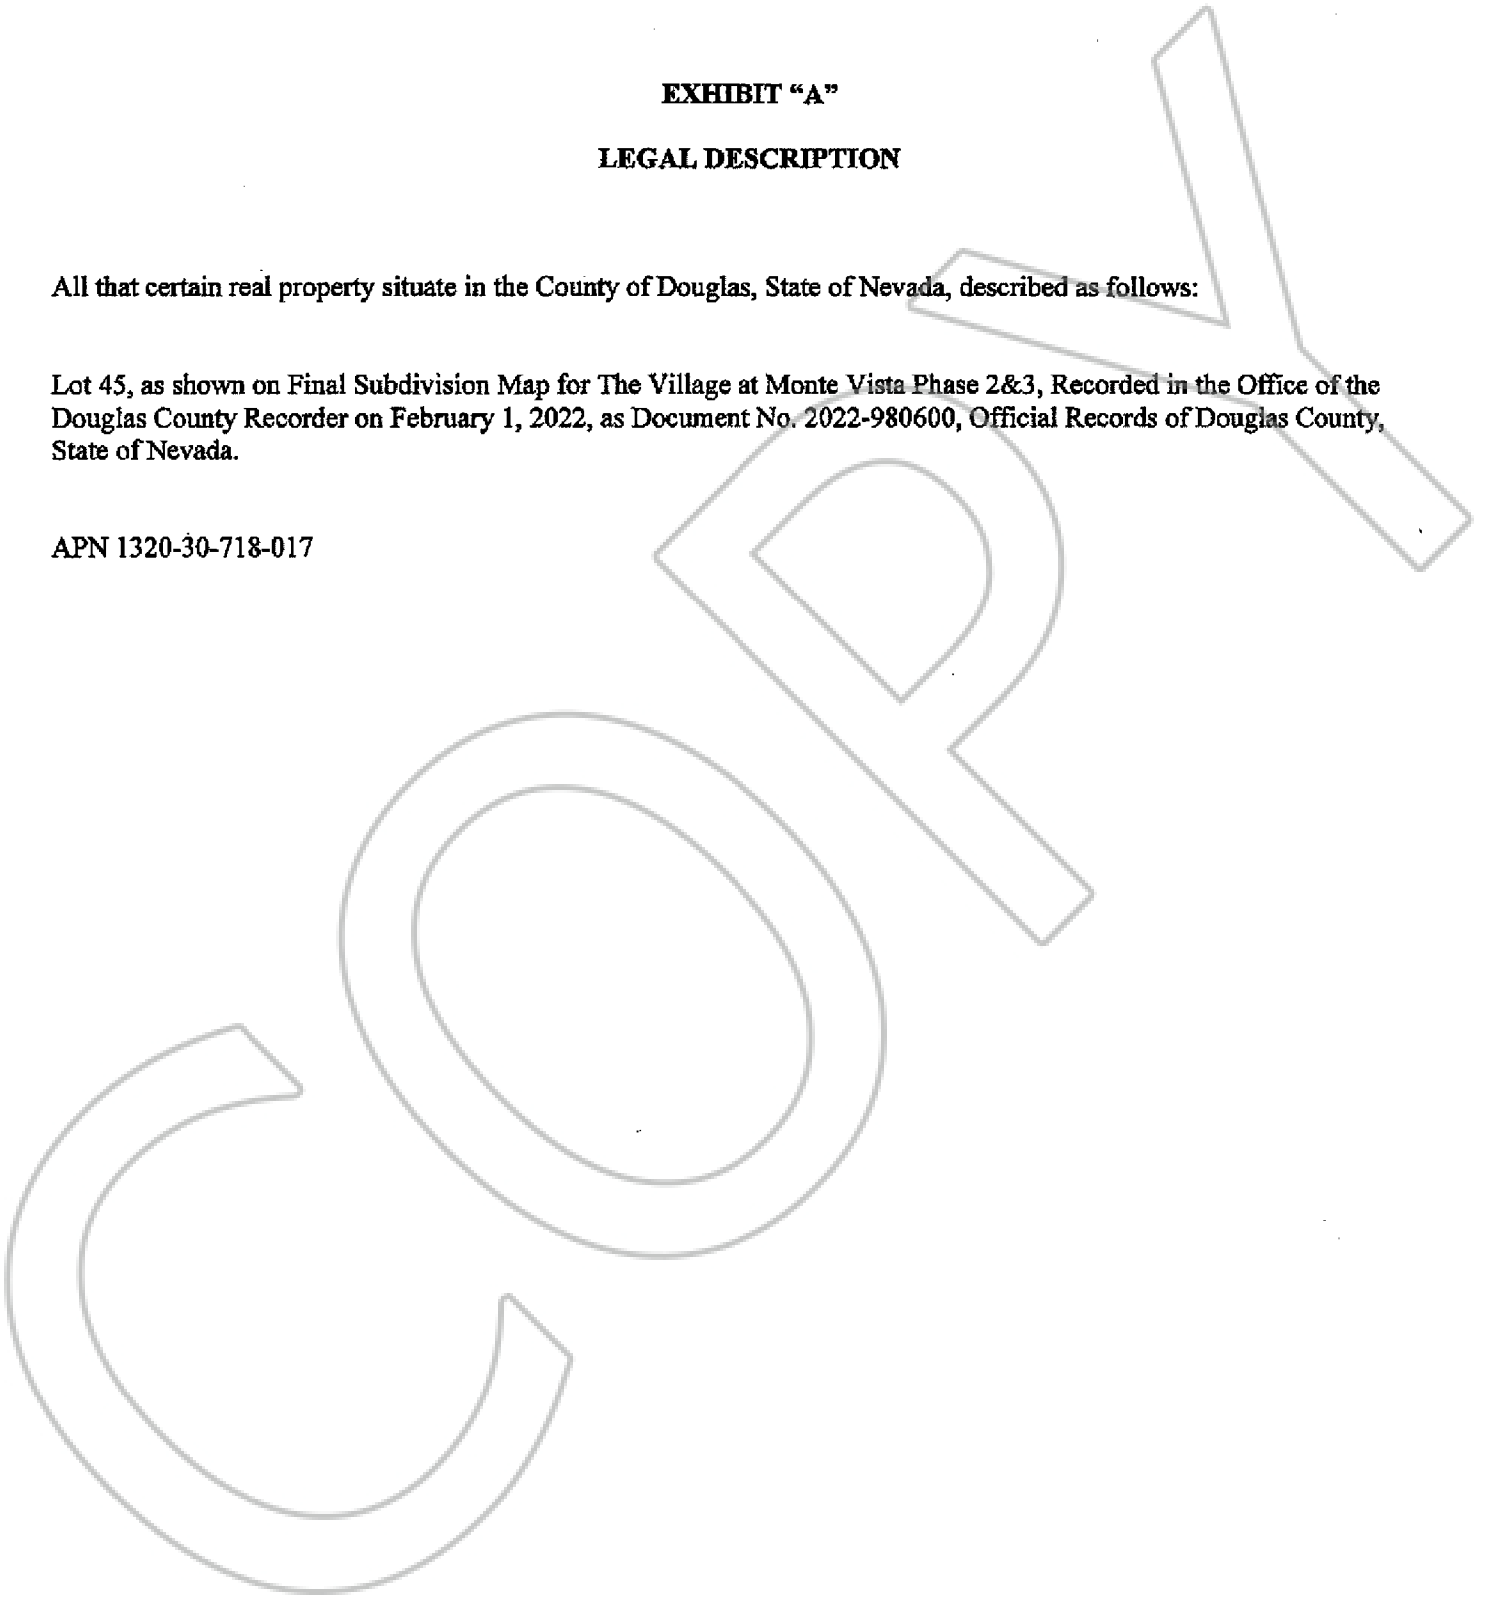 EXHIBIT “A”
LEGAL DESCRIPTION
All that certain real property situate in the County of Douglas, State of Nevada, described as follows:
Lot 45, as shown on Final Subdivision Map for The Village at Monte Vista Phase 2&3, Recorded in the Office of the
Douglas County Recorder on February 1, 2022, as Document No. 2022-980600, Official Records of Douglas County,
State of Nevada.
APN 1320-30-718-017
COPY